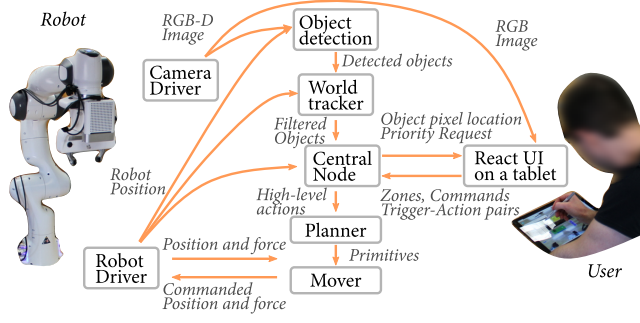 Robot
RGB-D
Image
Object
detection
RGB
Image
Camera
Driver
Detected objects
World
tracker
Filtered
Objects
Object pixel location
Priority Request
Robot
Position
Central
Node
React UI
on a tablet
High-level
actions
Zones, Commands
Trigger-Action pairs
Planner
Position and force
Primitives
Robot
Driver
Mover
Commanded
Position and force
User